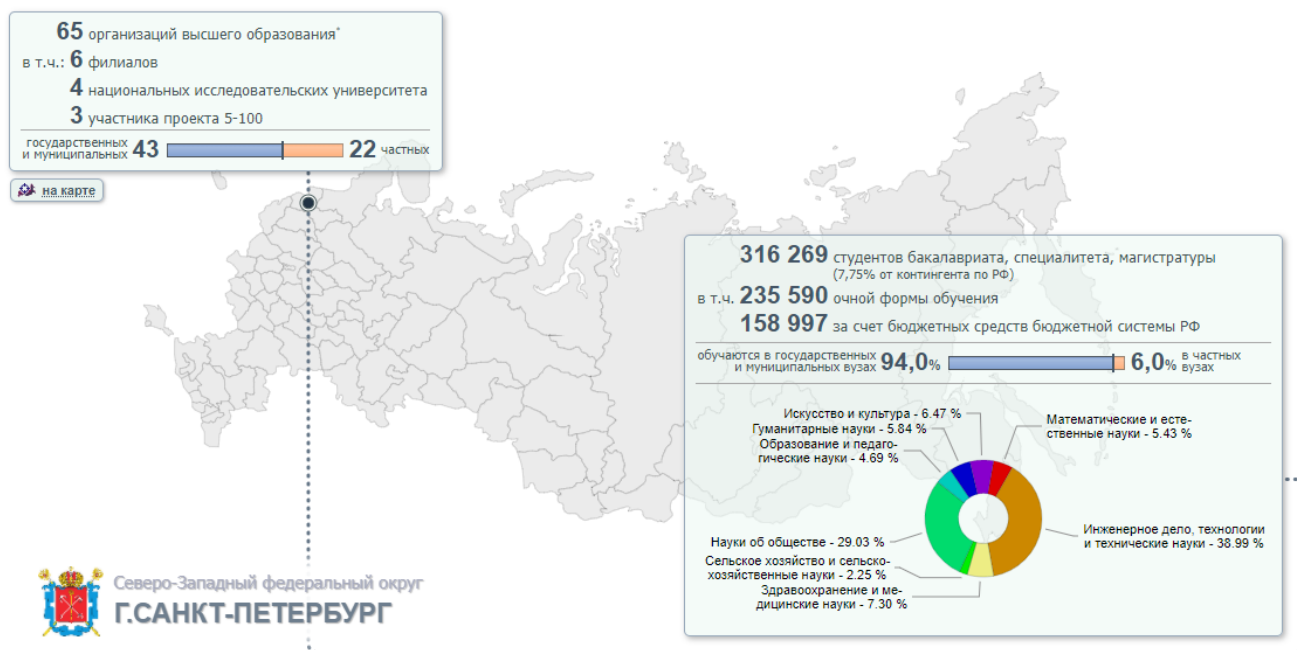 65 организаций высшего образования*
в т.ч.: 6 филиалов
4 национальных исследовательских университета
3 участника проекта 5-100
государственных
и муниципальных 43 22 частных
на карте
316 269 студентов бакалавриата, специалитета, магистратуры
(7,75% от контингента по РФ)
в т.ч. 235 590 очной формы обучения
158 997 за счет бюджетных средств бюджетной системы РФ
обучаются в государственных
и муниципальных вузах 94,0% 6,0% в частных
вузах
Искусство и культура - 6.47 %
Гуманитарные науки - 5.84 %
Образование и педаго-
гические науки - 4.69 %
Математические и есте-
ственные науки - 5.43 %
Инженерное дело, технологии
и технические науки - 38.99 %
Науки об обществе - 29.03 %
Сельское хозяйство и сельско-
хозяйственные науки - 2.25 %
Здравоохранение и ме-
дицинские науки - 7.30 %
Северо-Западный федеральный округ
Г.САНКТ-ПЕТЕРБУРГ